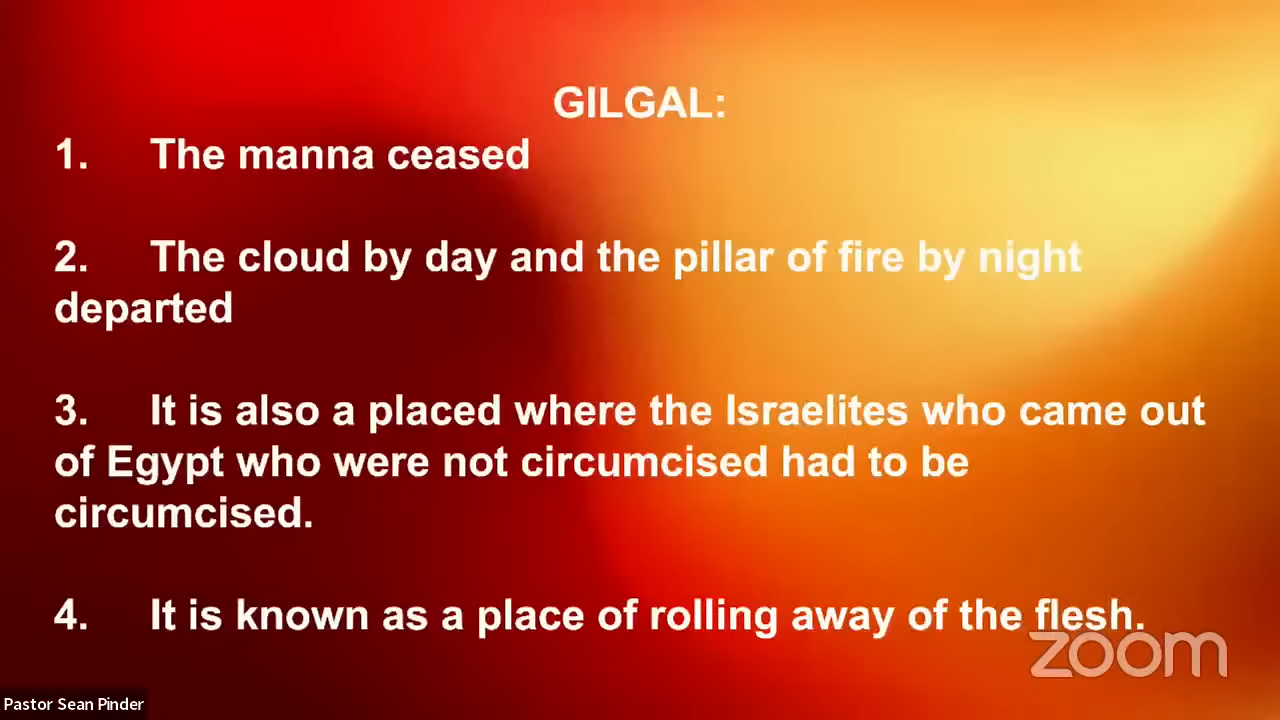 GILGAL:
1. The manna ceased
2. The cloud by day and the pillar of fire by night
departed
3. It is also a placed where the Israelites who came out
of Egypt who were not circumcised had to be
circumcised.
4. It is known as a place of rolling away of the flesh.
zoom
Pastor Sean Pinder